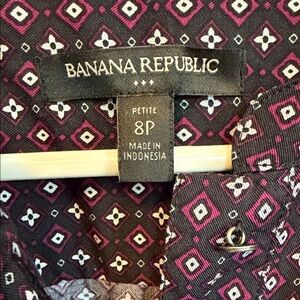 BANANA REPUBLIC
PETITE
8P
MADE IN
INDONESIA